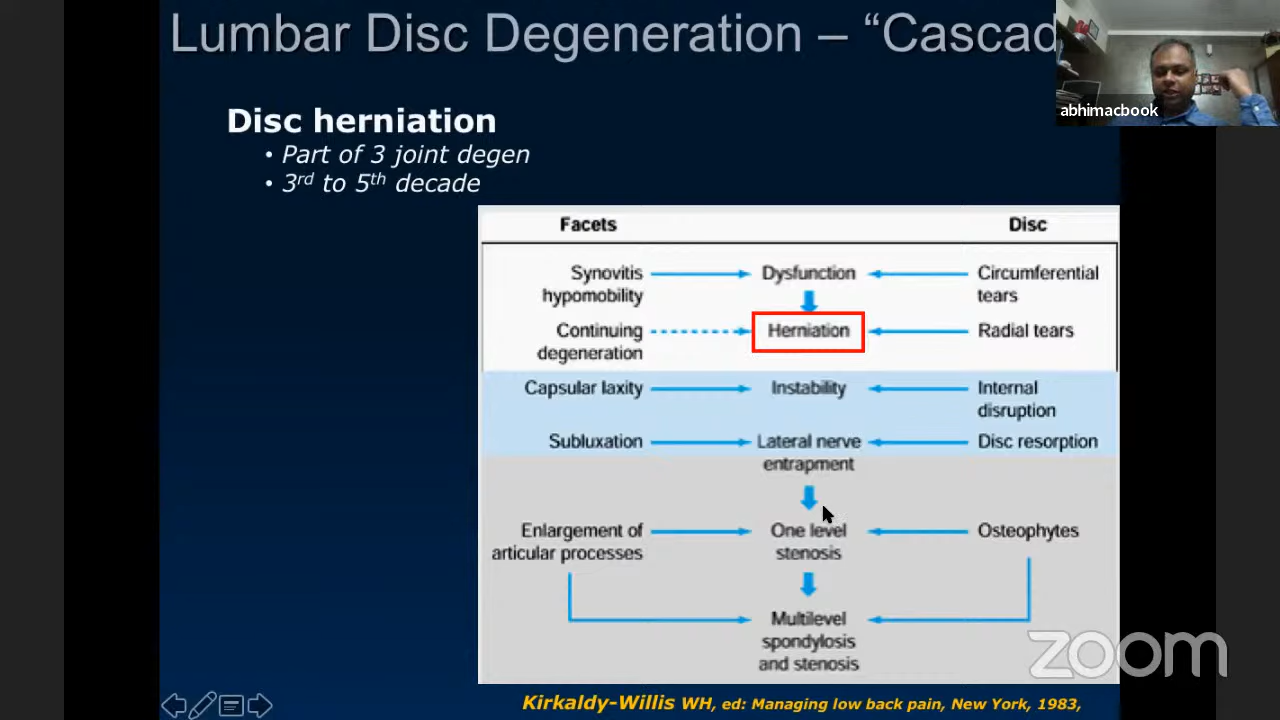 Lumbar Disc Degeneration – “Cascad
abhimacbook
Disc herniation
• Part of 3 joint degen
• 3rd to 5th decade
Facets Disc
Synovitis Dysfunction Circumferential
hypomobility tears
Continuing Herniation Radial tears
degeneration
Capsular laxity Instability Internal
disruption
Subluxation Lateral nerve Disc resorption
entrapment
Enlargement of One level Osteophytes
articular processes stenosis
Multilevel
spondylosis
and stenosis
zoom
Kirkaldy-Willis WH, ed: Managing low back pain, New York, 1983,